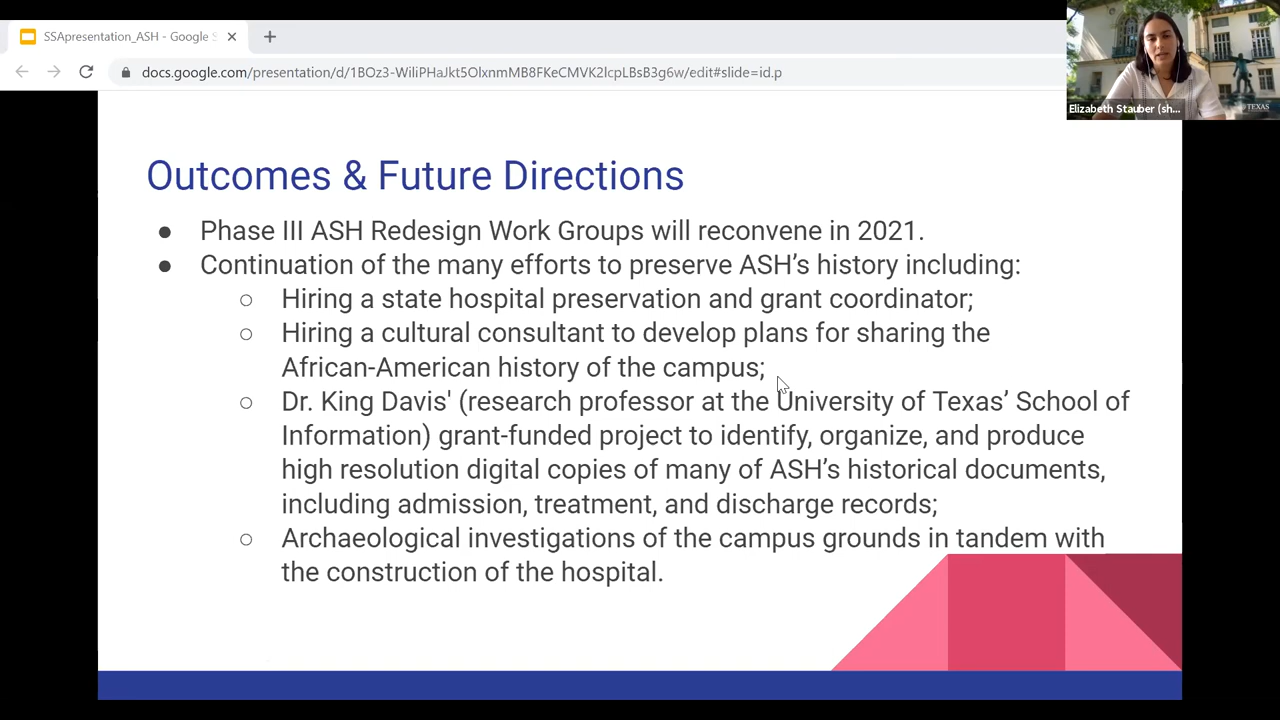 SSApresentation_ASH - Google S
docs.google.com/presentation/d/1BOz3-WiliPHaJkt5OlxnmMB8FKeCMVK2lcpLBsB3g6w/edit#slide=id.p
Elizabeth Stauber (sh...
TEXAS
Outcomes & Future Directions
● Phase III ASH Redesign Work Groups will reconvene in 2021.
● Continuation of the many efforts to preserve ASH’s history including:
○ Hiring a state hospital preservation and grant coordinator;
○ Hiring a cultural consultant to develop plans for sharing the
African-American history of the campus;
○ Dr. King Davis' (research professor at the University of Texas’ School of
Information) grant-funded project to identify, organize, and produce
high resolution digital copies of many of ASH’s historical documents,
including admission, treatment, and discharge records;
○ Archaeological investigations of the campus grounds in tandem with
the construction of the hospital.